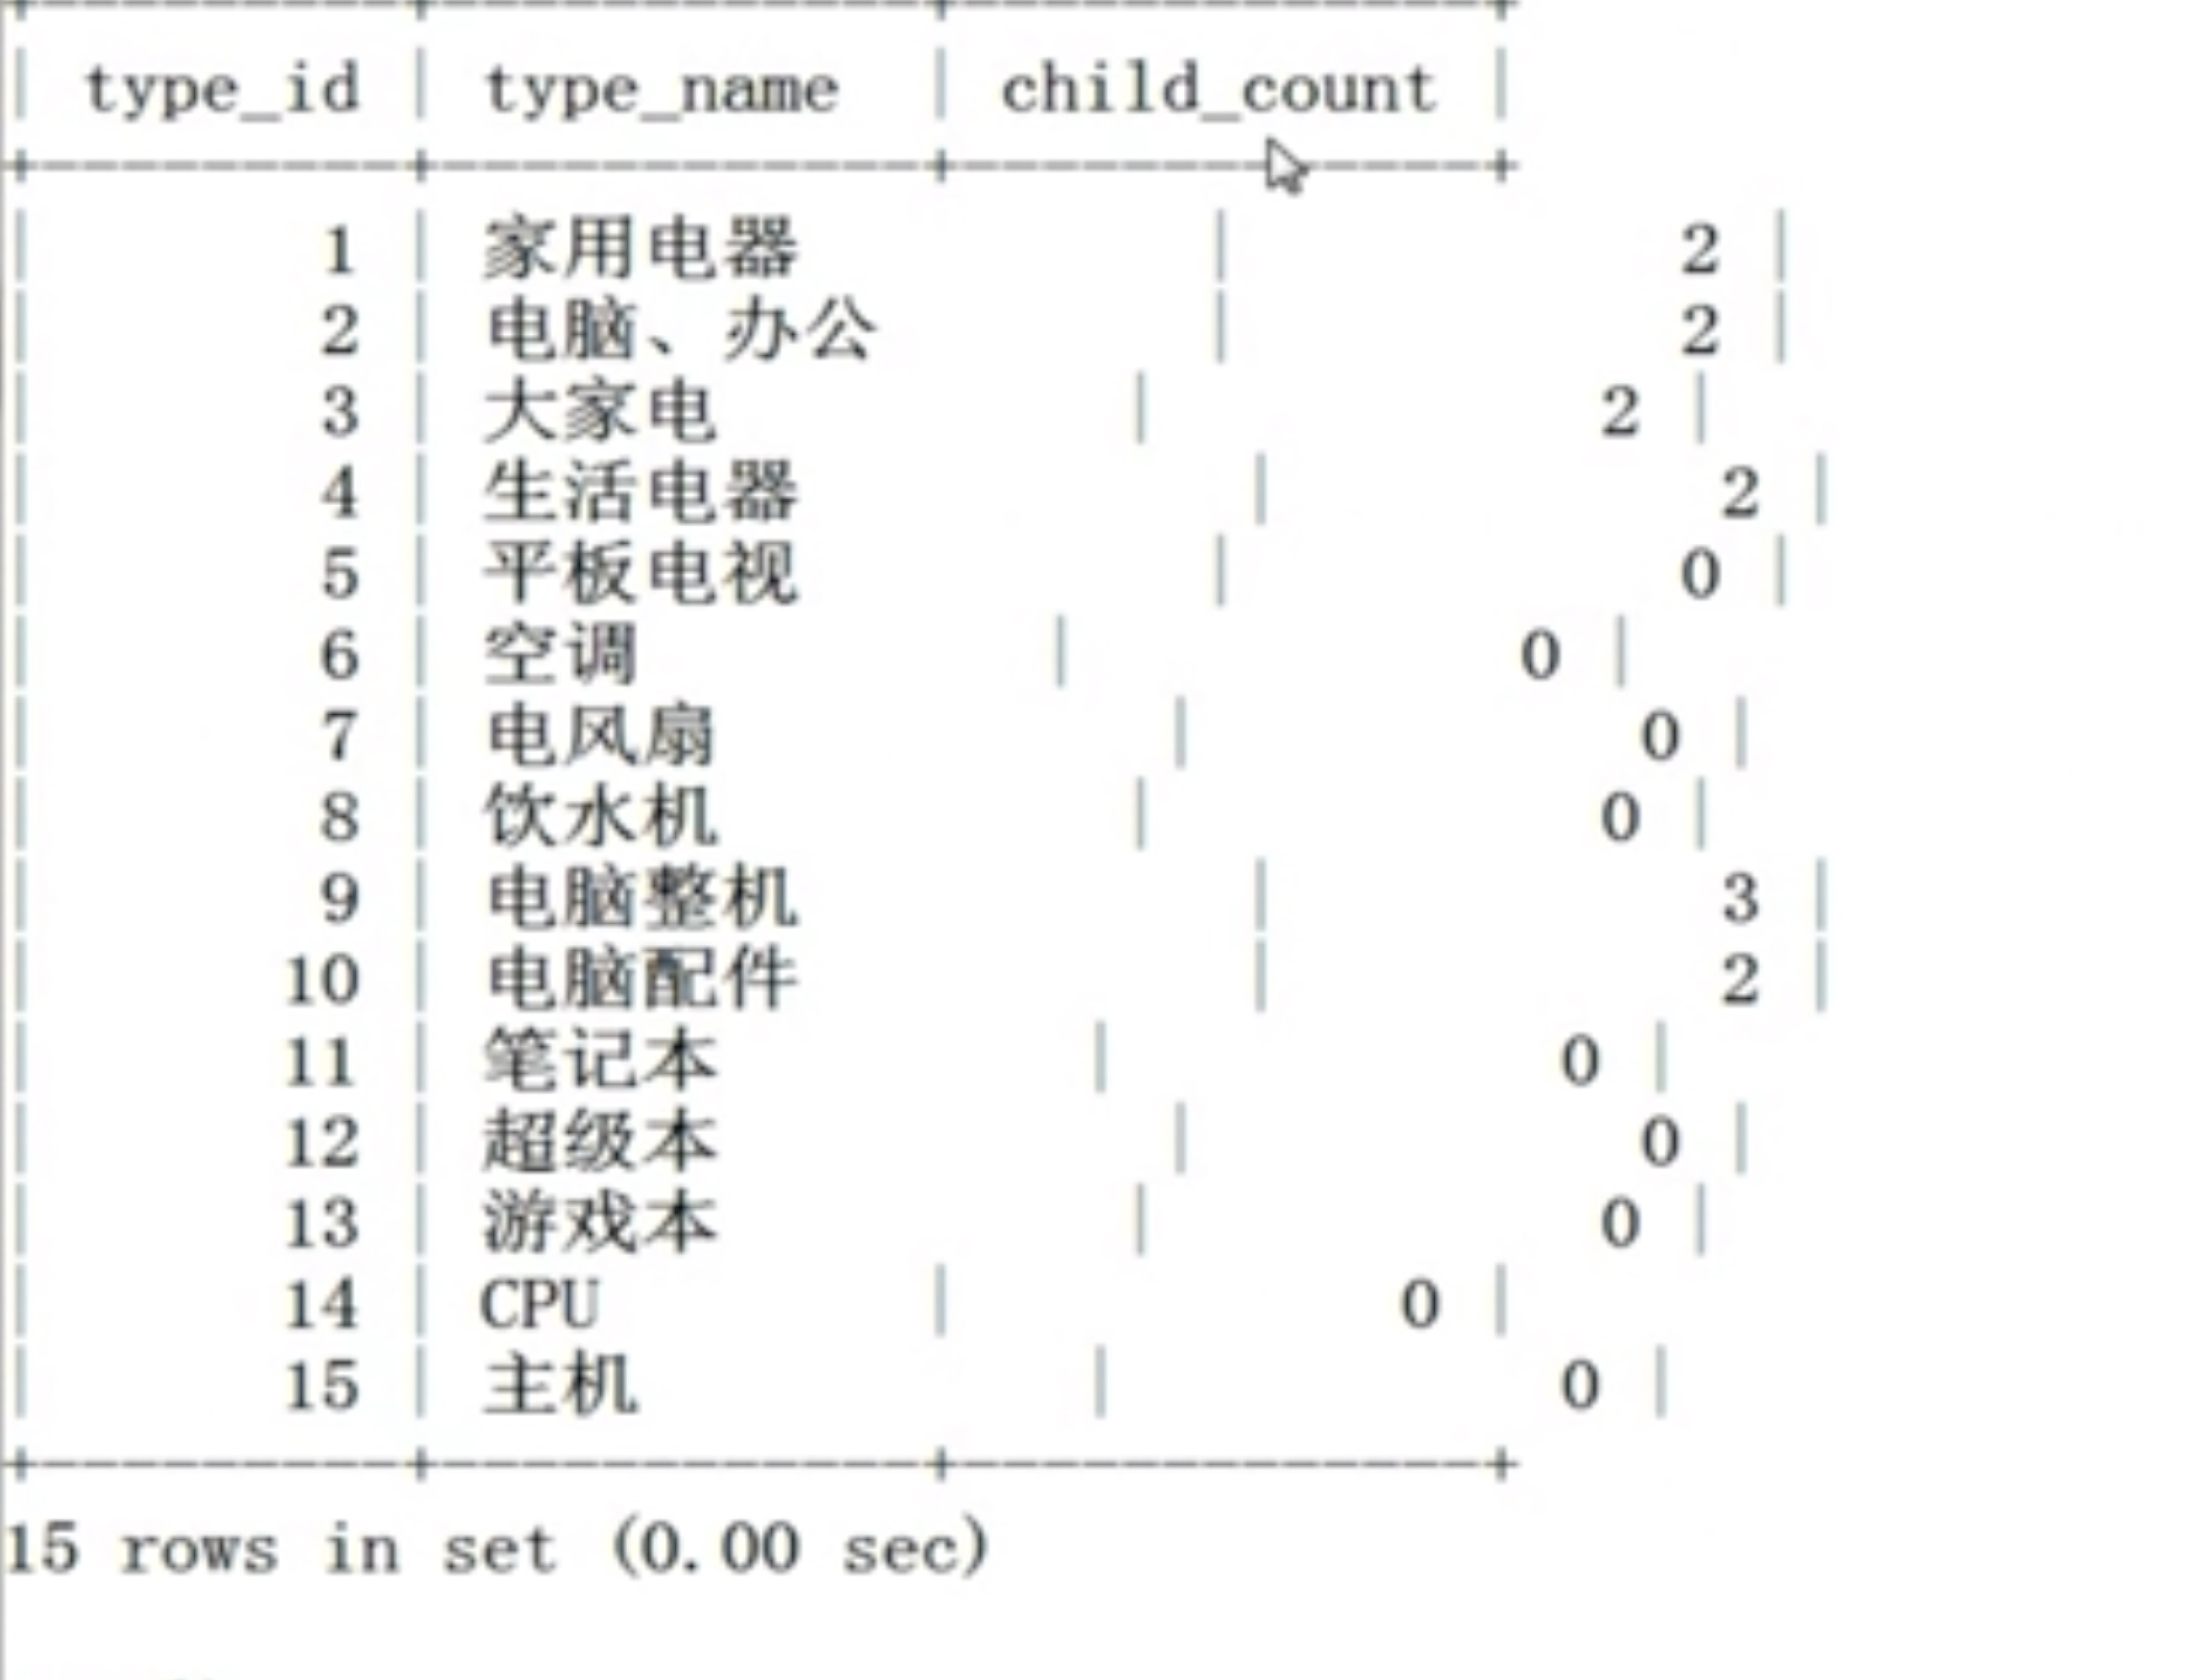 type_id | type_name | child_count |
1 | 家用电器 | 2 |
2 | 电脑、办公 | 2 |
3 | 大家电 | 2 |
4 | 生活电器 | 2 |
5 | 平板电视 | 0 |
6 | 空调 | 0 |
7 | 电风扇 | 0 |
8 | 饮水机 | 0 |
9 | 电脑整机 | 3 |
10 | 电脑配件 | 2 |
11 | 笔记本 | 0 |
12 | 超级本 | 0 |
13 | 游戏本 | 0 |
14 | CPU | 0 |
15 | 主机 | 0 |
15 rows in set (0.00 sec)